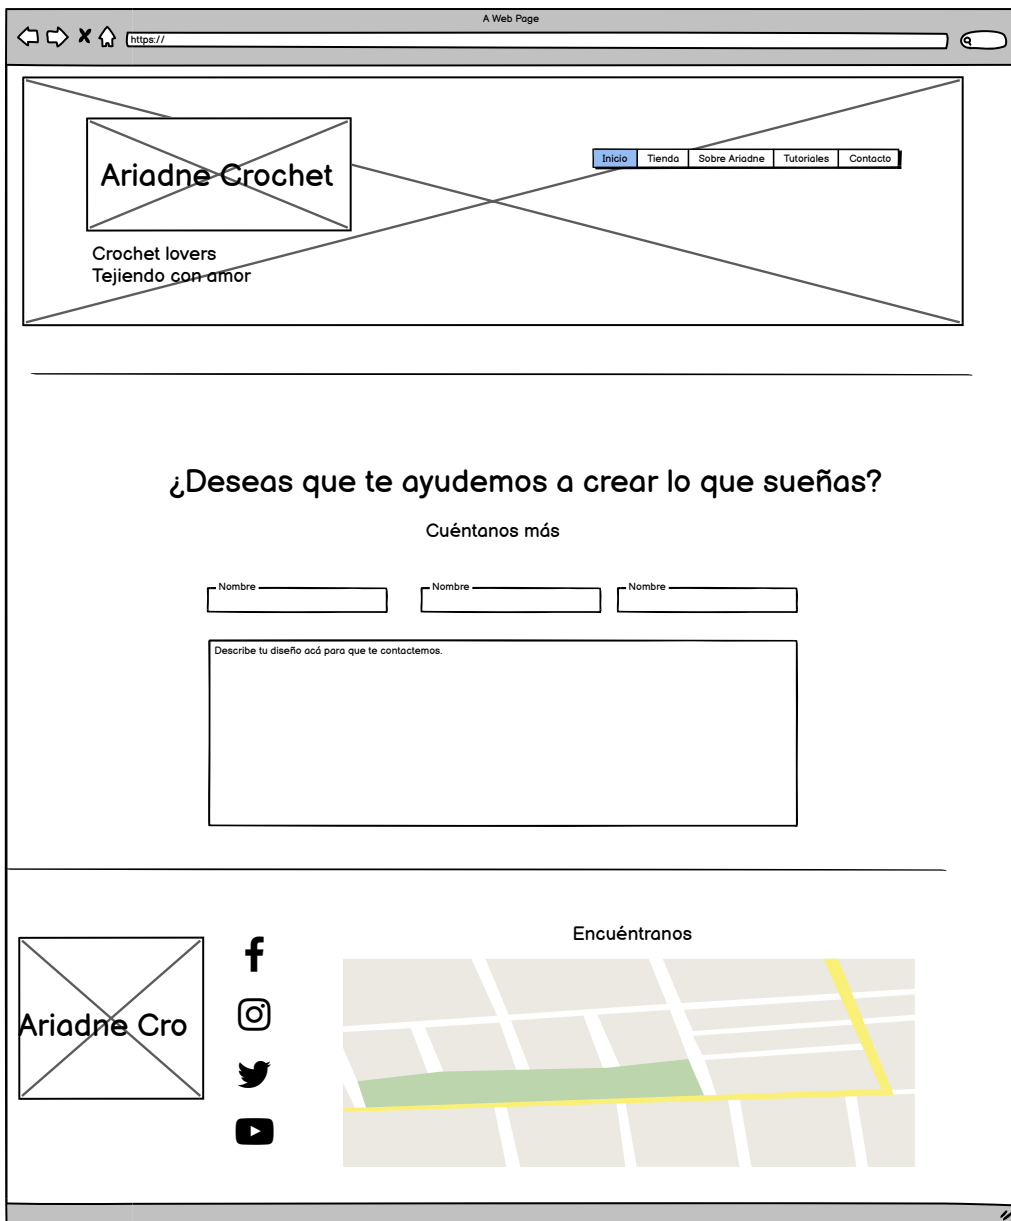 A Web Page
https://
Ariadne Crochet
Inicio Tienda Sobre Ariadne Tutoriales Contacto
Crochet lovers
Tejiendo con amor
¿Deseas que te ayudemos a crear lo que sueñas?
Cuéntanos más
Nombre Nombre Nombre
Describe tu diseño acá para que te contactemos.
Encuéntranos
Ariadne Cro